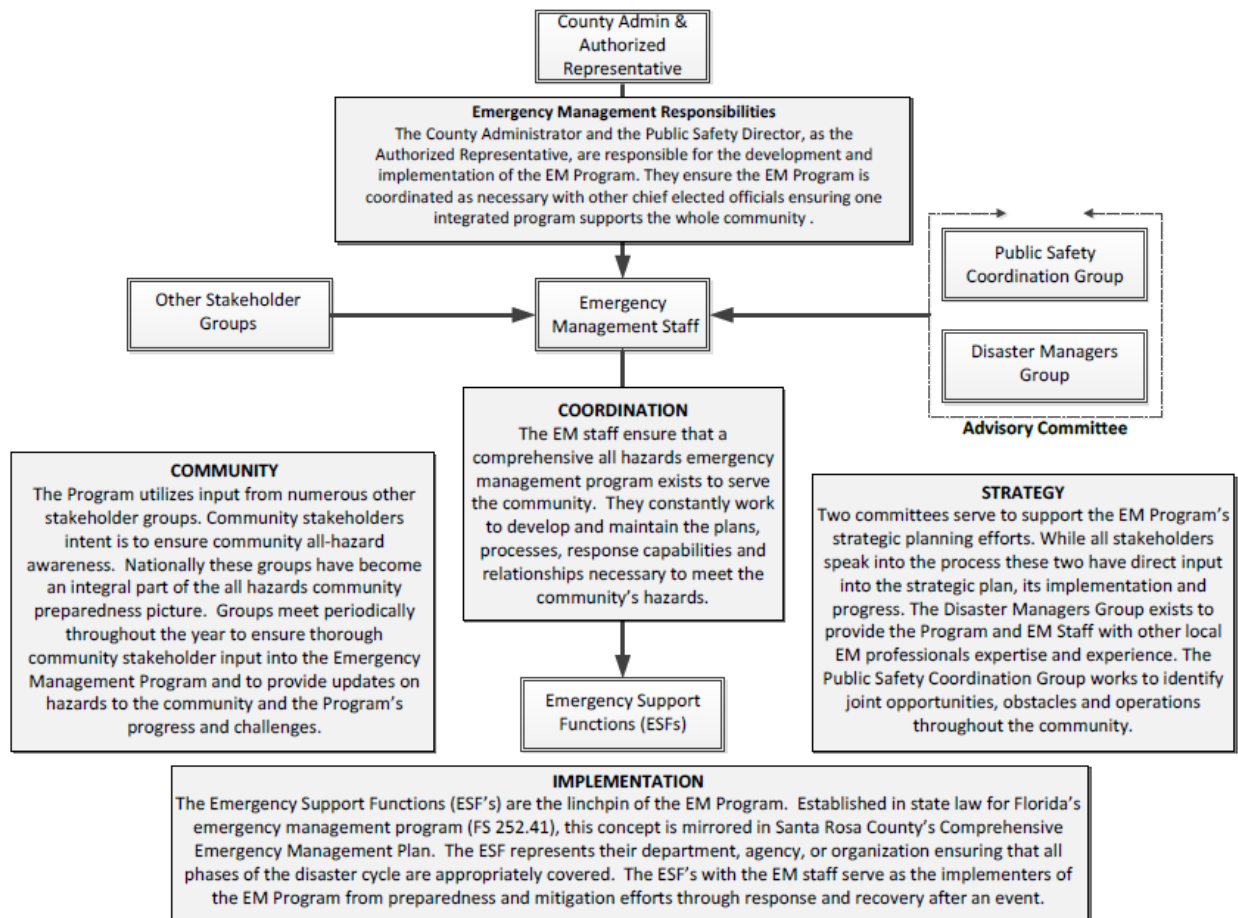 County Admin &
Authorized
Representative
Emergency Management Responsibilities
The County Administrator and the Public Safety Director, as the
Authorized Representative, are responsible for the development and
implementation of the EM Program. They ensure the EM Program is
coordinated as necessary with other chief elected officials ensuring one
integrated program supports the whole community .
Other Stakeholder
Groups
Emergency
Management Staff
Public Safety
Coordination Group
Disaster Managers
Group
Advisory Committee
COMMUNITY
The Program utilizes input from numerous other
stakeholder groups. Community stakeholders
intent is to ensure community all-hazard
awareness.  Nationally these groups have become
an integral part of the all hazards community
preparedness picture.  Groups meet periodically
throughout the year to ensure thorough
community stakeholder input into the Emergency
Management Program and to provide updates on
hazards to the community and the Program's
progress and challenges.
COORDINATION
The EM staff ensure that a
comprehensive all hazards emergency
management program exists to serve
the community.  They constantly work
to develop and maintain the plans,
processes, response capabilities and
relationships necessary to meet the
community's hazards.
STRATEGY
Two committees serve to support the EM Program's
strategic planning efforts. While all stakeholders
speak into the process these two have direct input
into the strategic plan, its implementation and
progress. The Disaster Managers Group exists to
provide the Program and EM Staff with other local
EM professionals expertise and experience. The
Public Safety Coordination Group works to identify
joint opportunities, obstacles and operations
throughout the community.
Emergency Support
Functions (ESFs)
IMPLEMENTATION
The Emergency Support Functions (ESF's) are the linchpin of the EM Program.  Established in state law for Florida's
emergency management program (FS 252.41), this concept is mirrored in Santa Rosa County's Comprehensive
Emergency Management Plan.  The ESF represents their department, agency, or organization ensuring that all
phases of the disaster cycle are appropriately covered.  The ESF's with the EM staff serve as the implementers of
the EM Program from preparedness and mitigation efforts through response and recovery after an event.